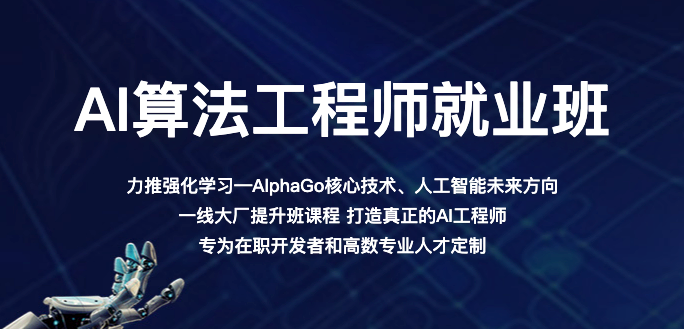 AI算法工程师就业班
力推强化学习—AlphaGo核心技术、人工智能未来方向
一线大厂提升班课程 打造真正的AI工程师
专为在职开发者和高数专业人才定制